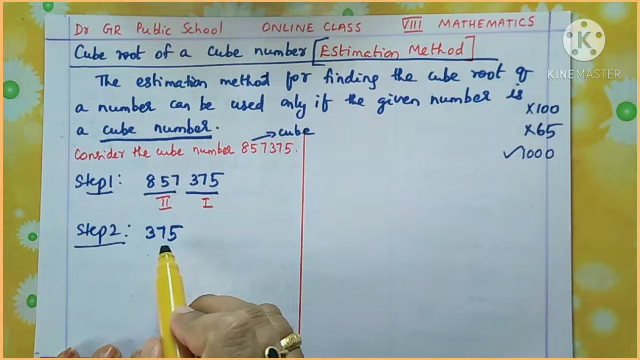 Dr GR Public School ONLINE CLASS VIII MATHEMATICS
Cube root of a cube number [Estimation Method]
The estimation method for finding the cube root of
a number can be used only if the given number is
a cube number.
→ cube
Consider the cube number 857375.
×100
×65
✓1000
Step1: 857 375
II I
Step2: 375
KINEMASTER